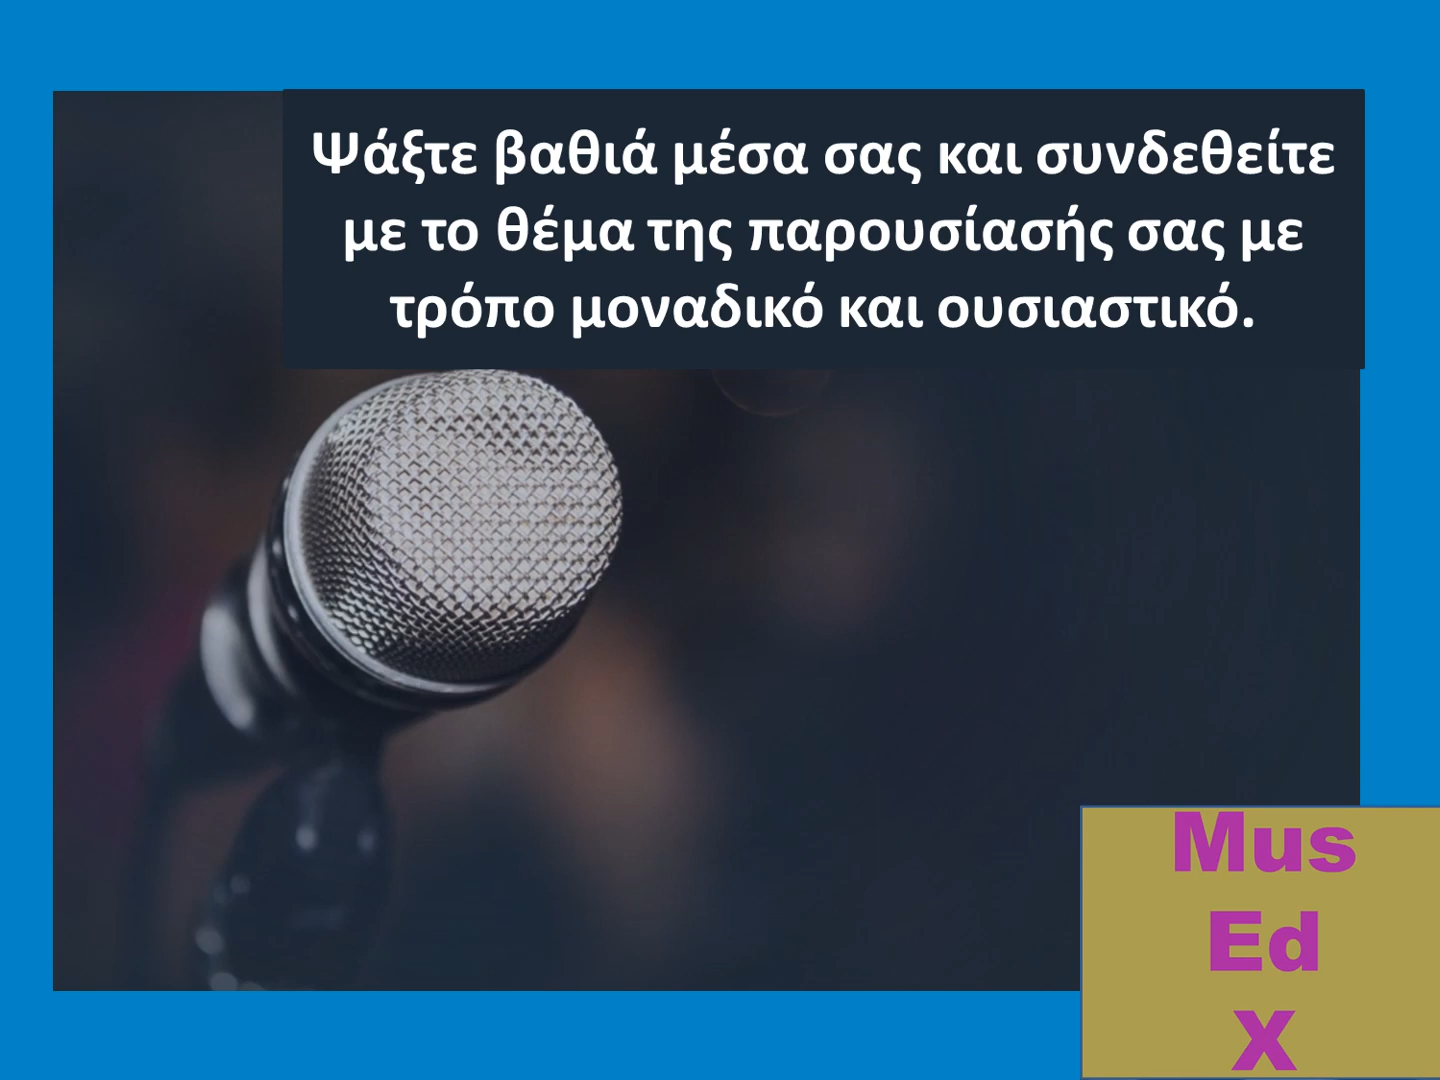 Ψάξτε βαθιά μέσα σας και συνδεθείτε
με το θέμα της παρουσίασής σας με
τρόπο μοναδικό και ουσιαστικό.
Mus
Ed
X